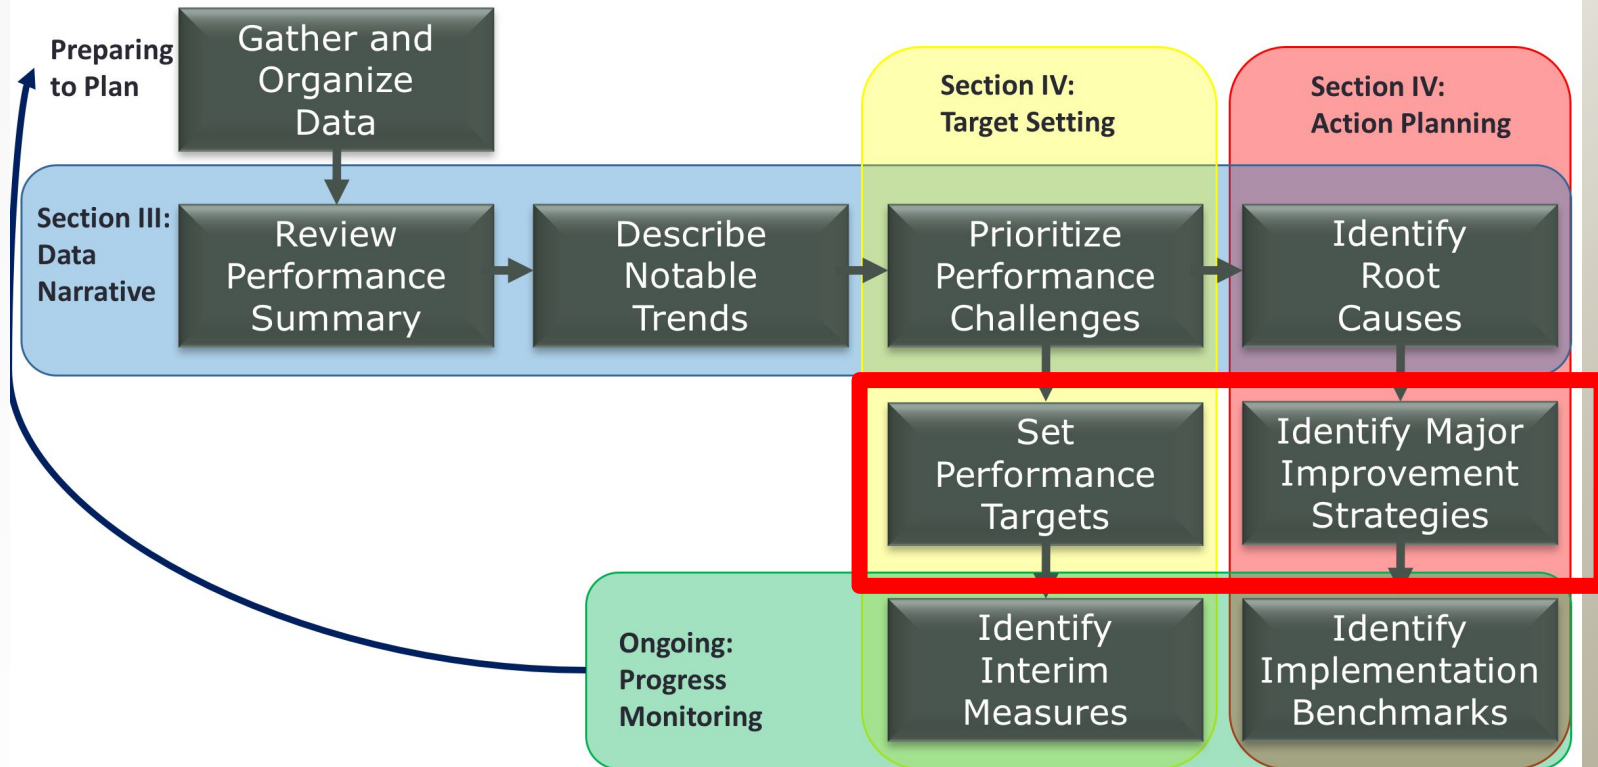 Preparing
to Plan
Gather and
Organize
Data
Section IV:
Target Setting
Section IV:
Action Planning
Section III:
Data
Narrative
Review
Performance
Summary
Describe
Notable
Trends
Prioritize
Performance
Challenges
Identify
Root
Causes
Set
Performance
Targets
Identify Major
Improvement
Strategies
Ongoing:
Progress
Monitoring
Identify
Interim
Measures
Identify
Implementation
Benchmarks